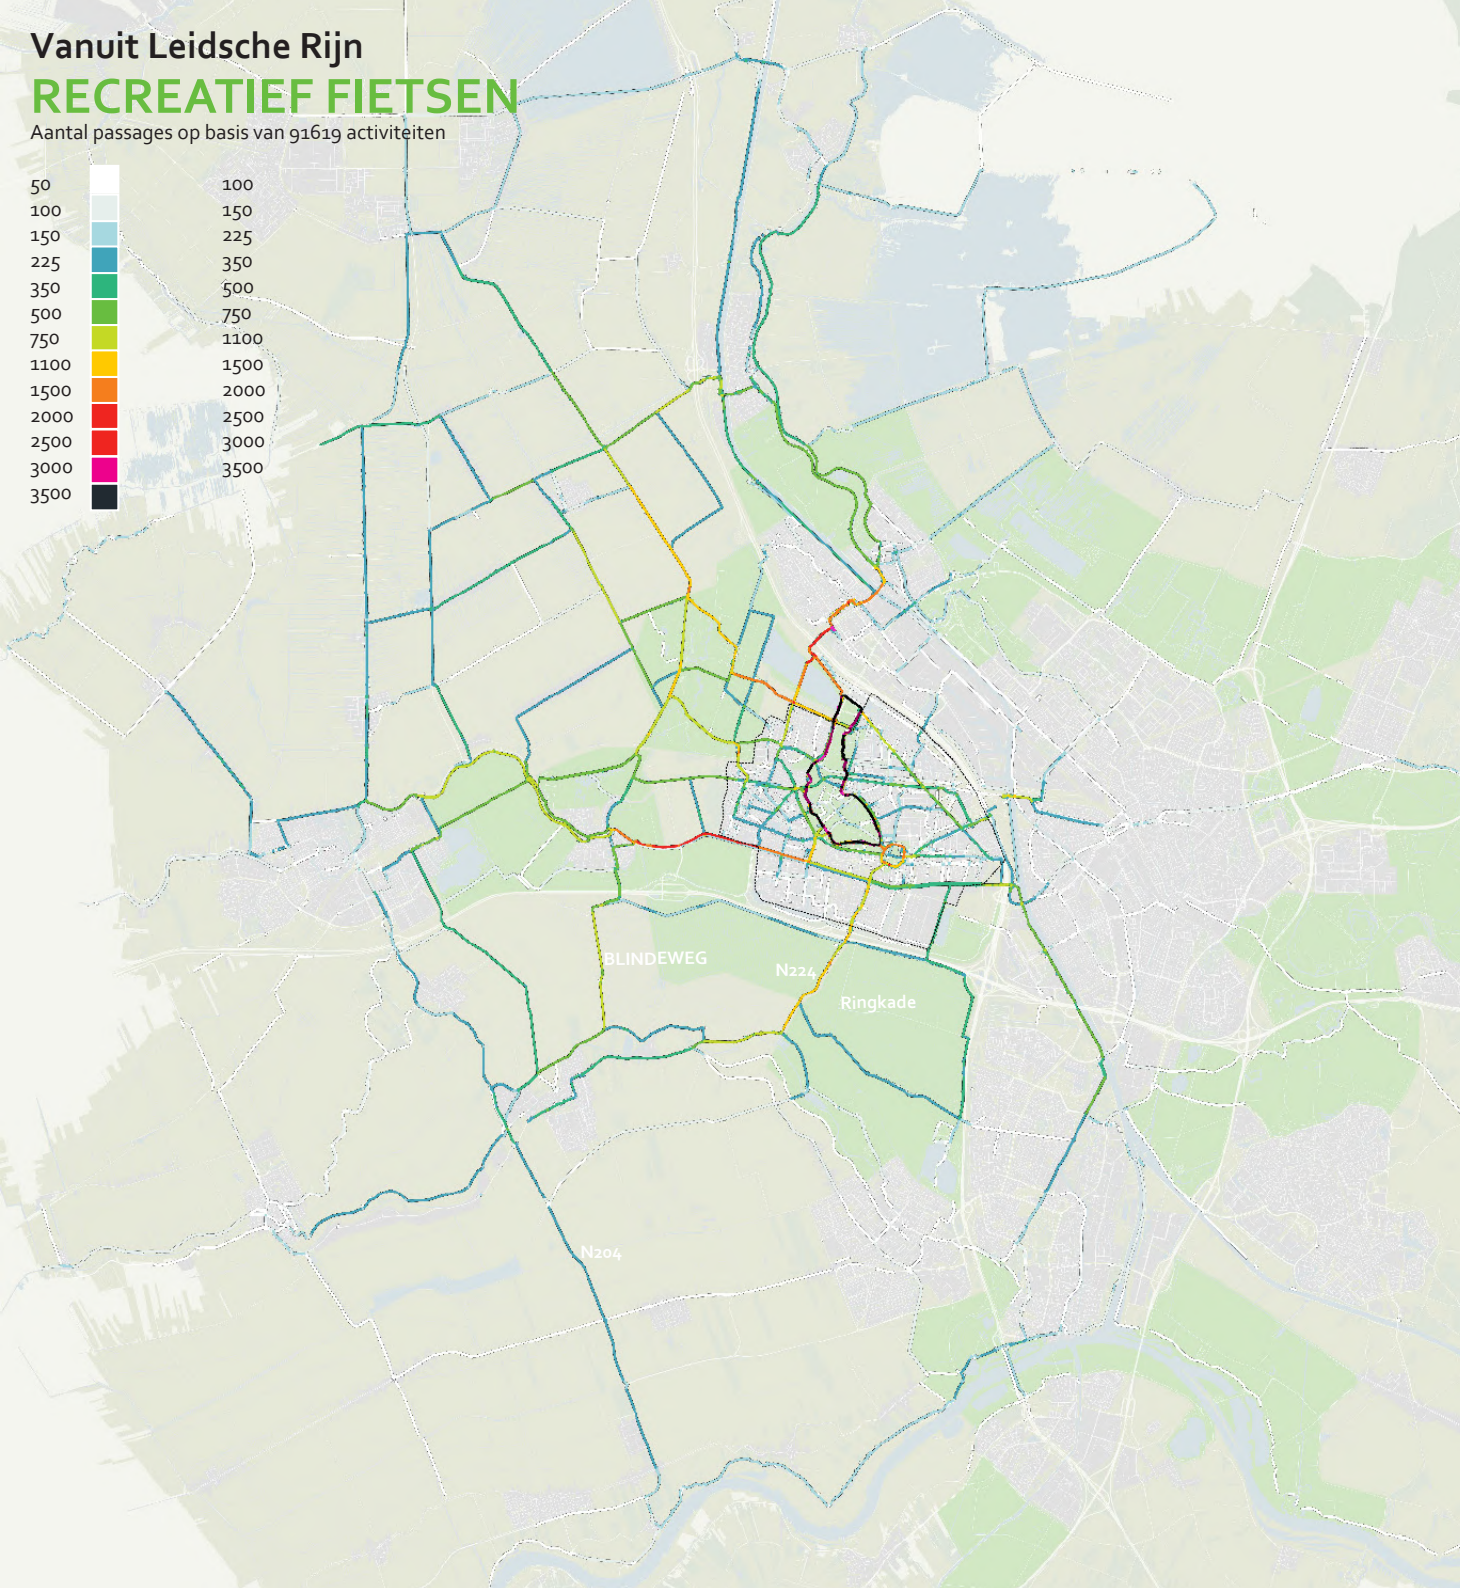 Vanuit Leidsche Rijn
RECREATIEF FIETSEN
Aantal passages op basis van 91619 activiteiten
50 100
100 150
150 225
225 350
350 500
500 750
750 1100
1100 1500
1500 2000
2000 2500
2500 3000
3000 3500
3500
BLINDEWEG
N224
Ringkade
N204